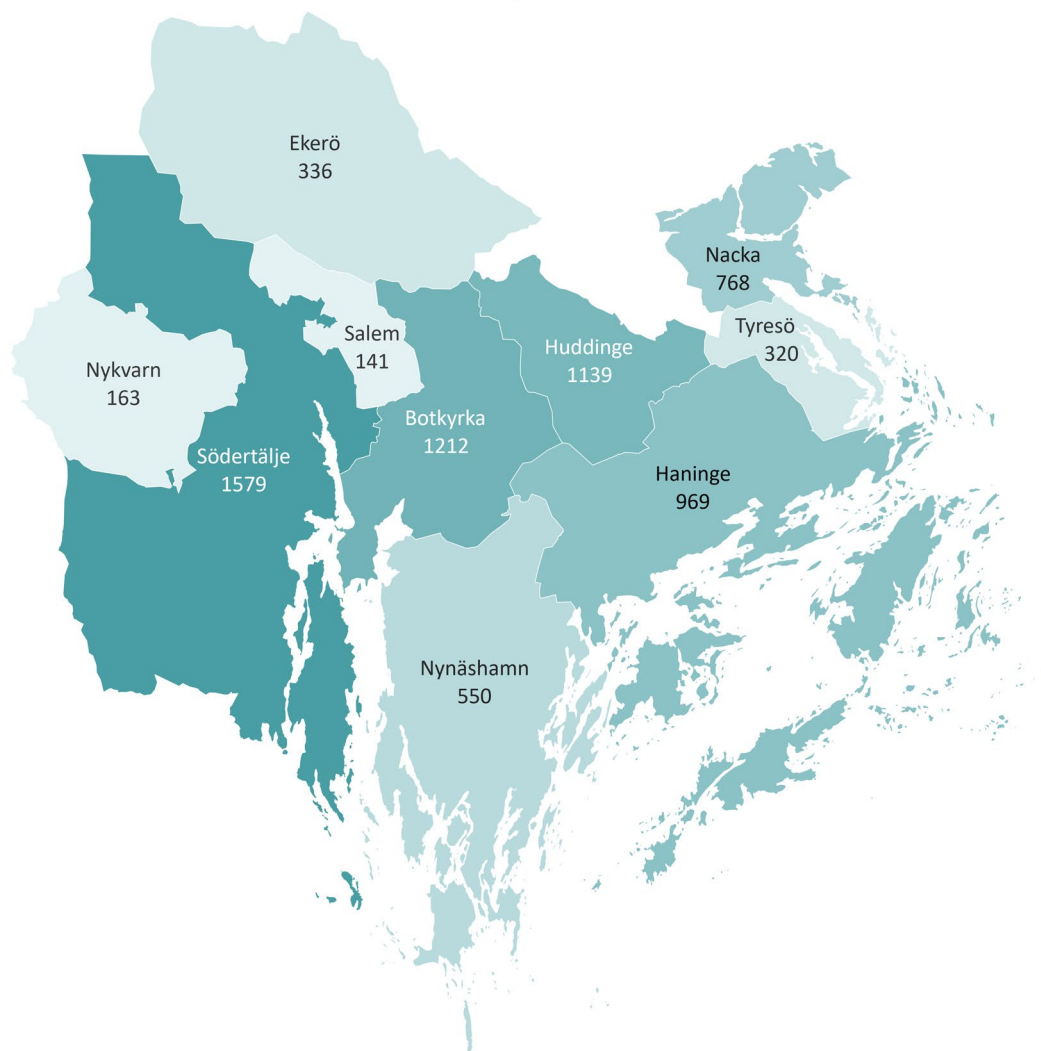 Ekerö
336
Nacka
768
Tyresö
320
Salem
141
Huddinge
1139
Nykvarn
163
Botkyrka
1212
Södertälje
1579
Haninge
969
Nynäshamn
550